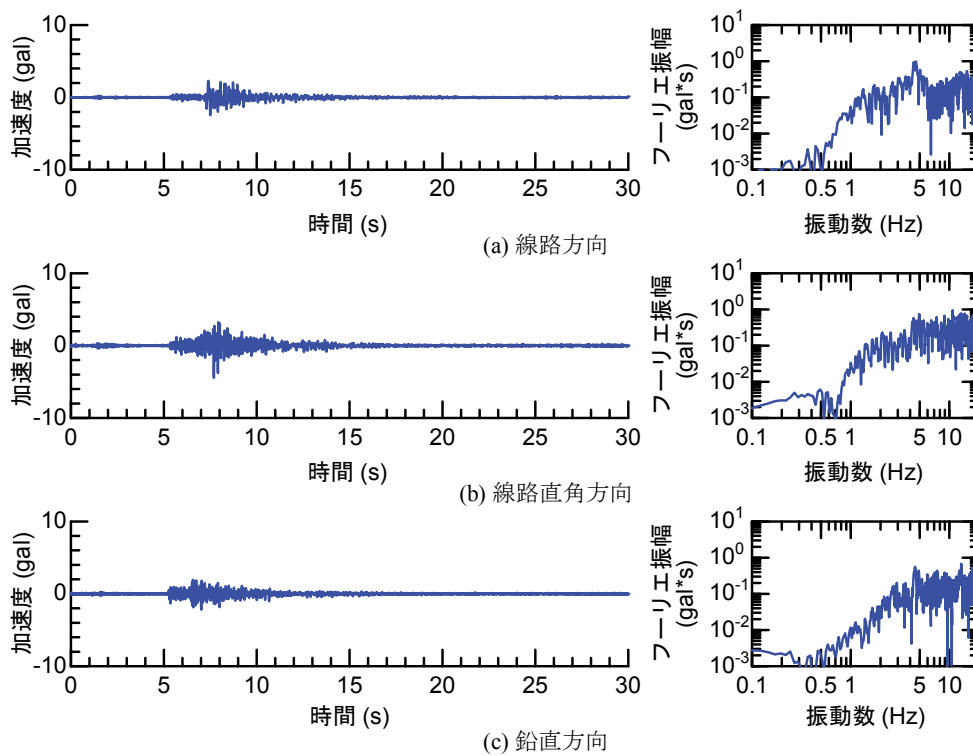 10
0
-10
加速度 (gal)
0 5 10 15 20 25 30
時間 (s)
フーリエ振幅
(gal*s)
10¹
10⁰
10⁻¹
10⁻²
10⁻³
0.1 0.5 1 5 10
振動数 (Hz)
(a) 線路方向
10
0
-10
加速度 (gal)
0 5 10 15 20 25 30
時間 (s)
フーリエ振幅
(gal*s)
10¹
10⁰
10⁻¹
10⁻²
10⁻³
0.1 0.5 1 5 10
振動数 (Hz)
(b) 線路直角方向
10
0
-10
加速度 (gal)
0 5 10 15 20 25 30
時間 (s)
フーリエ振幅
(gal*s)
10¹
10⁰
10⁻¹
10⁻²
10⁻³
0.1 0.5 1 5 10
振動数 (Hz)
(c) 鉛直方向